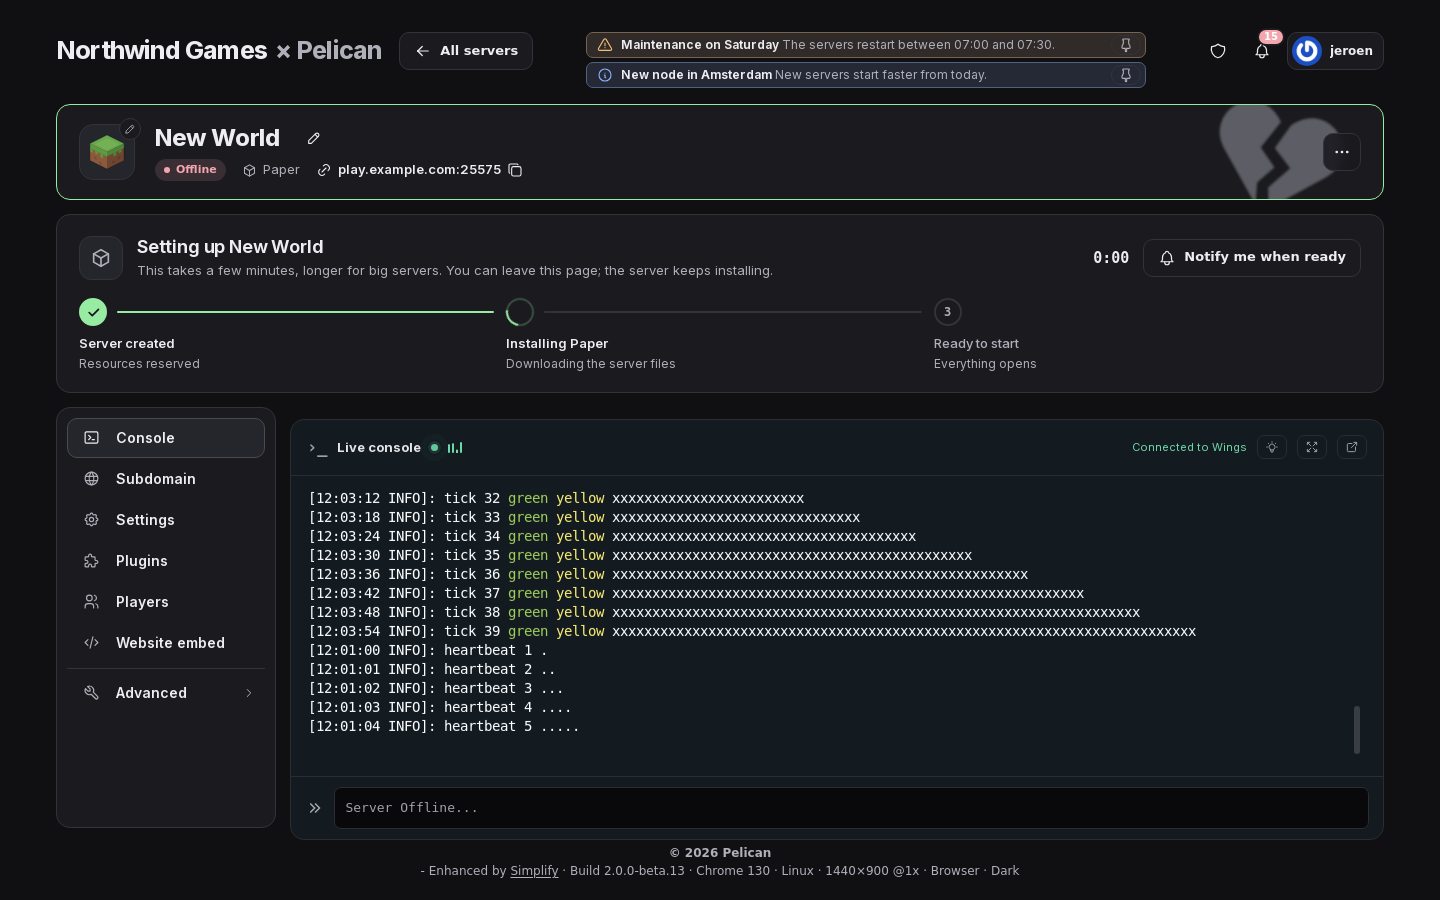 Northwind Games × Pelican
All servers
Maintenance on Saturday The servers restart between 07:00 and 07:30.
New node in Amsterdam New servers start faster from today.
15
jeroen
New World
Offline
Paper
play.example.com:25575
Setting up New World
This takes a few minutes, longer for big servers. You can leave this page; the server keeps installing.
0:00
Notify me when ready
3
Server created
Resources reserved
Installing Paper
Downloading the server files
Ready to start
Everything opens
Console
Subdomain
Settings
Plugins
Players
Website embed
Advanced
Live console
Connected to Wings
[12:03:12 INFO]: tick 32 green yellow xxxxxxxxxxxxxxxxxxxxxxxx
[12:03:18 INFO]: tick 33 green yellow xxxxxxxxxxxxxxxxxxxxxxxxxxxxxxx
[12:03:24 INFO]: tick 34 green yellow xxxxxxxxxxxxxxxxxxxxxxxxxxxxxxxxxxxxxx
[12:03:30 INFO]: tick 35 green yellow xxxxxxxxxxxxxxxxxxxxxxxxxxxxxxxxxxxxxxxxxxxxx
[12:03:36 INFO]: tick 36 green yellow xxxxxxxxxxxxxxxxxxxxxxxxxxxxxxxxxxxxxxxxxxxxxxxxxxxx
[12:03:42 INFO]: tick 37 green yellow xxxxxxxxxxxxxxxxxxxxxxxxxxxxxxxxxxxxxxxxxxxxxxxxxxxxxxxxxxx
[12:03:48 INFO]: tick 38 green yellow xxxxxxxxxxxxxxxxxxxxxxxxxxxxxxxxxxxxxxxxxxxxxxxxxxxxxxxxxxxxxxxxxx
[12:03:54 INFO]: tick 39 green yellow xxxxxxxxxxxxxxxxxxxxxxxxxxxxxxxxxxxxxxxxxxxxxxxxxxxxxxxxxxxxxxxxxxxxxxxxx
[12:01:00 INFO]: heartbeat 1 .
[12:01:01 INFO]: heartbeat 2 ..
[12:01:02 INFO]: heartbeat 3 ...
[12:01:03 INFO]: heartbeat 4 ....
[12:01:04 INFO]: heartbeat 5 .....
Server Offline...
© 2026 Pelican
- Enhanced by Simplify · Build 2.0.0-beta.13 · Chrome 130 · Linux · 1440×900 @1x · Browser · Dark